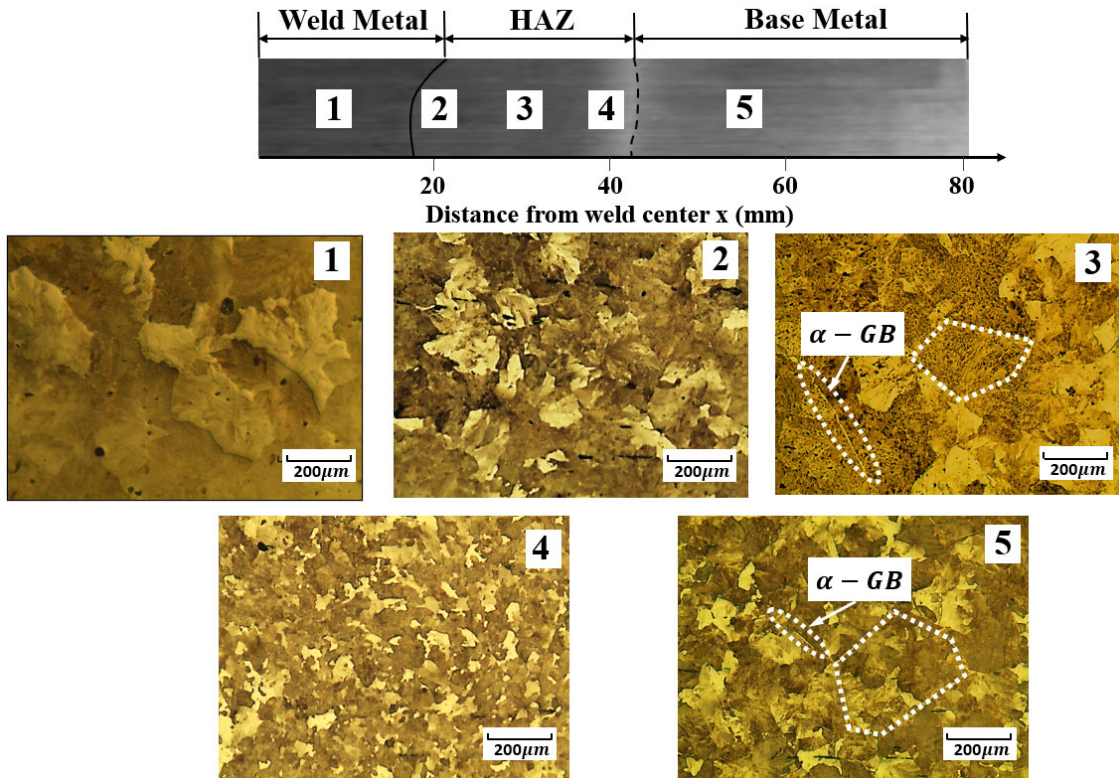 Weld Metal HAZ Base Metal
1 2 3 4 5
20 40 60 80
Distance from weld center x (mm)
1
200μm
2
200μm
3
α − GB
200μm
4
200μm
5
α − GB
200μm